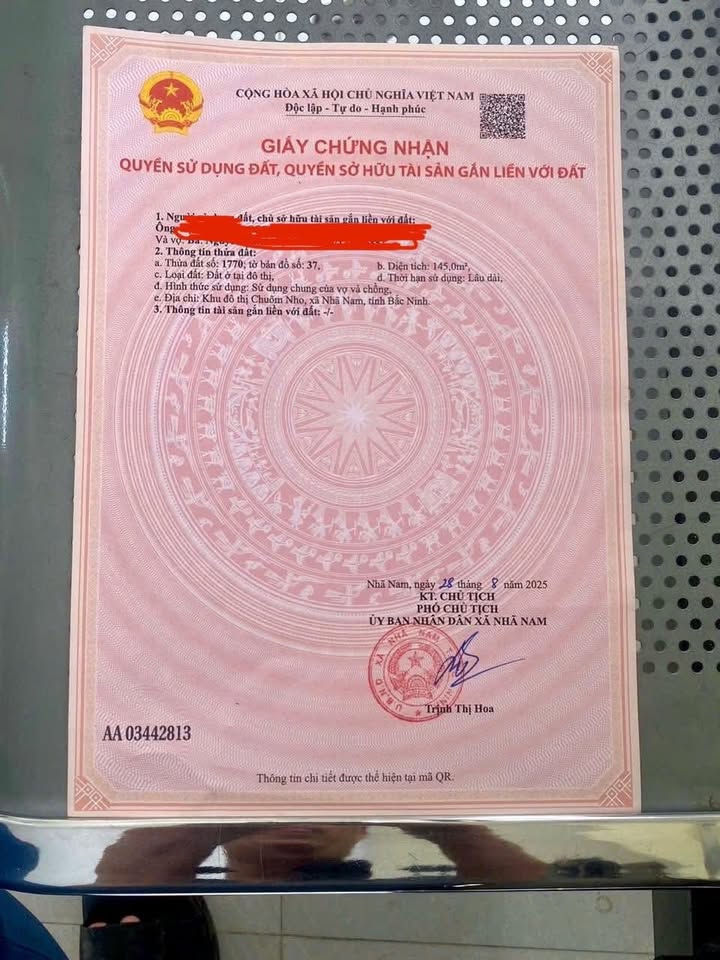 CỘNG HÒA XÃ HỘI CHỦ NGHĨA VIỆT NAM
Độc lập - Tự do - Hạnh phúc
GIẤY CHỨNG NHẬN
QUYỀN SỬ DỤNG ĐẤT, QUYỀN SỞ HỮU TÀI SẢN GẮN LIỀN VỚI ĐẤT
1. đất, chủ sở hữu tài sản gắn liền với đất:
Ông
Và vợ: Bà:
2. Thông tin thửa đất:
a. Thửa đất số: 1770; tờ bản đồ số: 37, b. Diện tích: 145,0m²,
c. Loại đất: Đất ở tại đô thị, d. Thời hạn sử dụng: Lâu dài,
đ. Hình thức sử dụng: Sử dụng chung của vợ và chồng,
e. Địa chỉ: Khu đô thị Chuôm Nho, xã Nhã Nam, tỉnh Bắc Ninh.
3. Thông tin tài sản gắn liền với đất: -/-
Nhã Nam, ngày 28 tháng 8 năm 2025
KT. CHỦ TỊCH
PHÓ CHỦ TỊCH
ỦY BAN NHÂN DÂN XÃ NHÃ NAM
U.B.N.D XÃ NHÃ NAM
Trịnh Thị Hoa
AA 03442813
Thông tin chi tiết được thể hiện tại mã QR.